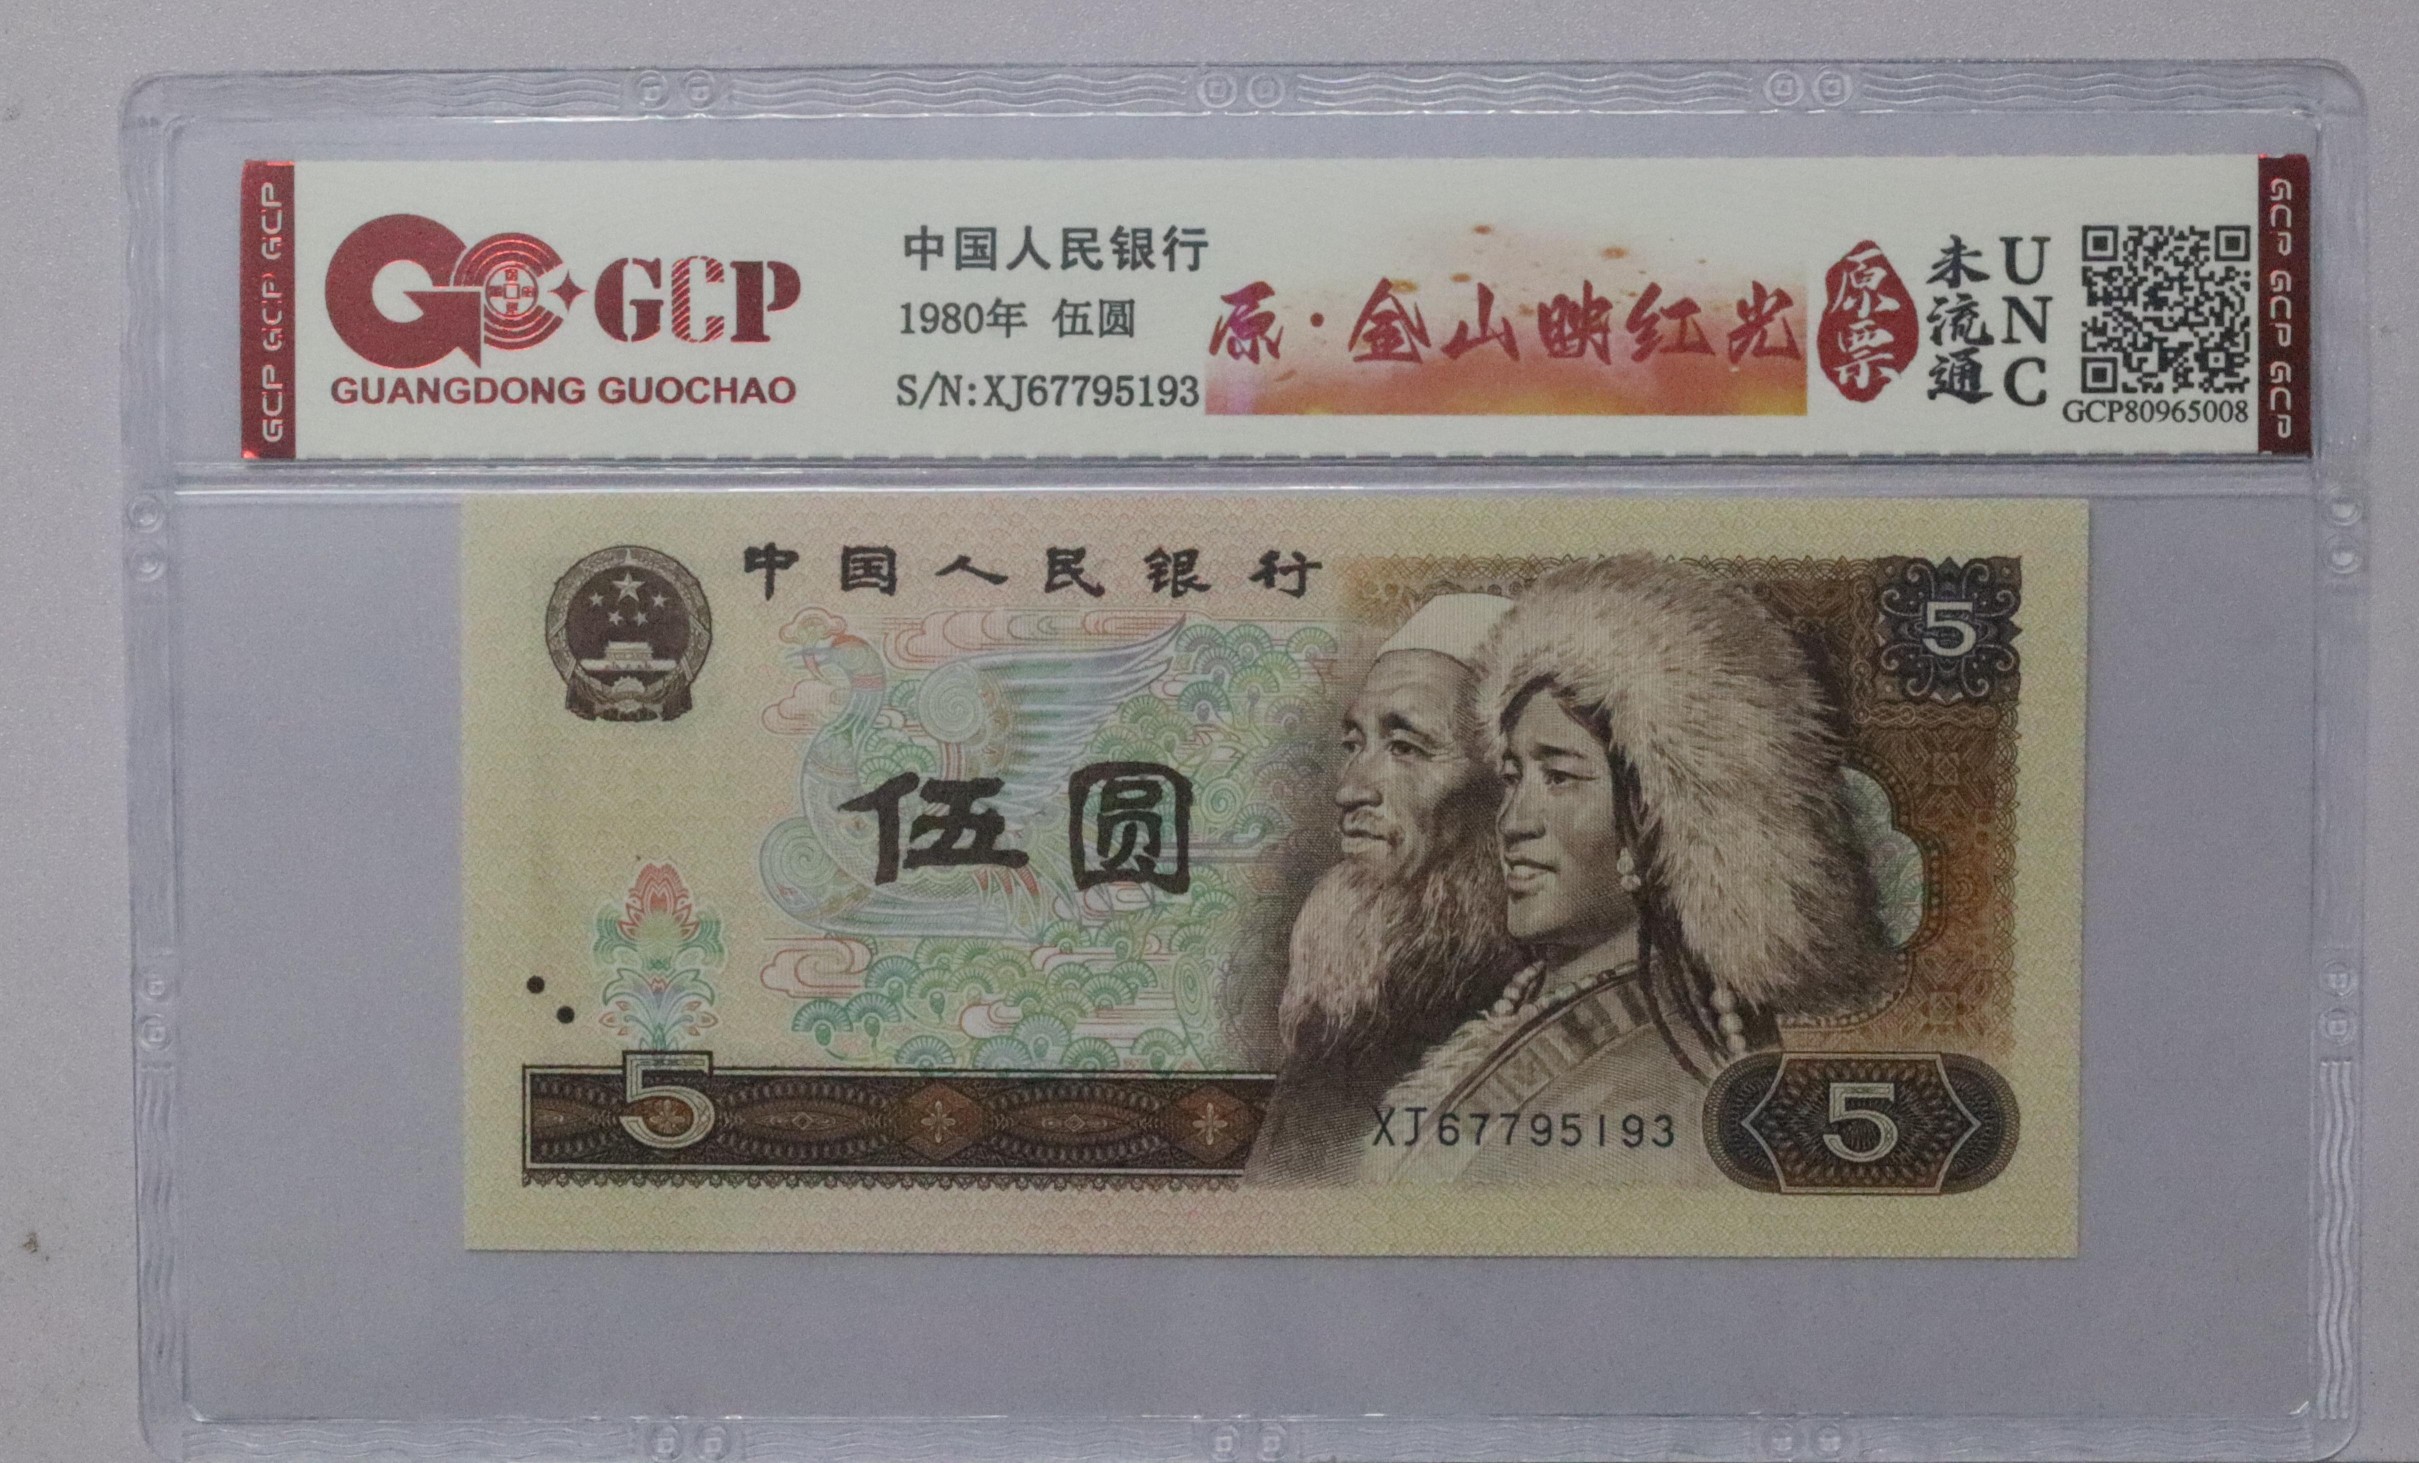 GCP GCP GCP
GCP
GUANGDONG GUOCHAO
中国人民银行
1980年 伍圆
S/N:XJ67795193
原·金山映红光
原票
未流通
UNC
GCP80965008
GCP GCP GCP
中国人民银行
5
伍圆
5
XJ67795193
5